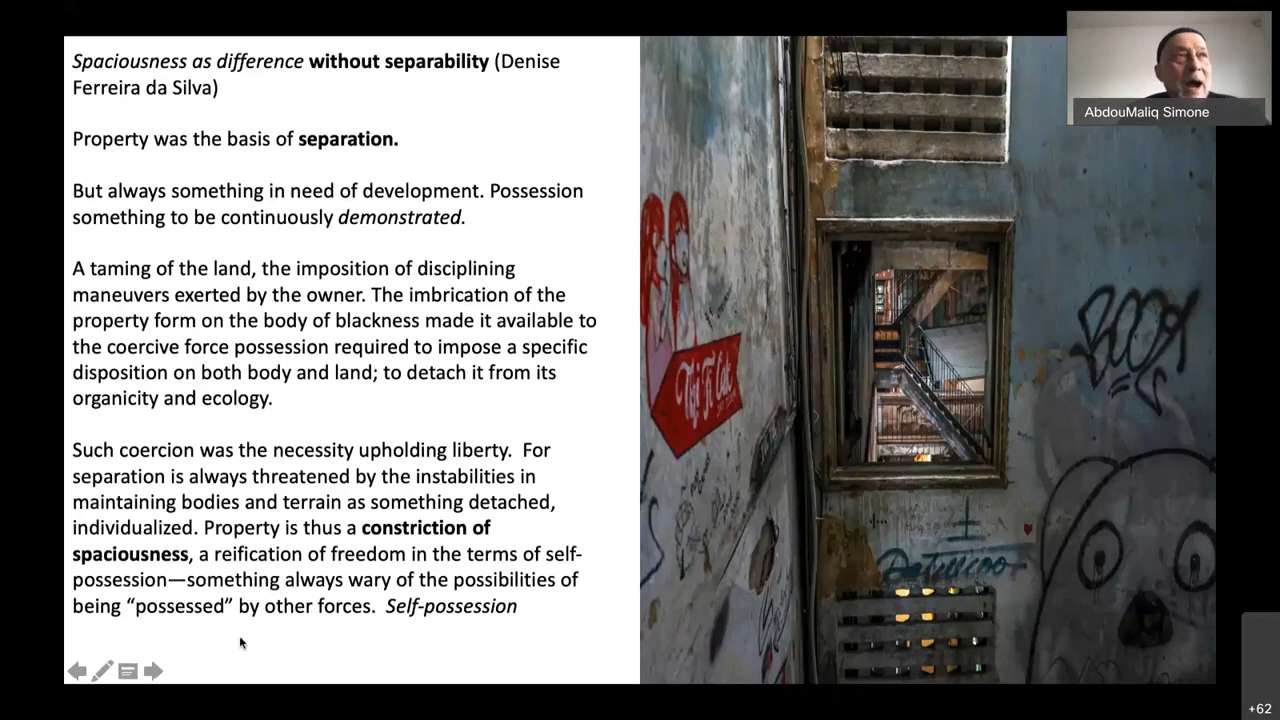 Spaciousness as difference without separability (Denise
Ferreira da Silva)
Property was the basis of separation.
But always something in need of development. Possession
something to be continuously demonstrated.
A taming of the land, the imposition of disciplining
maneuvers exerted by the owner. The imbrication of the
property form on the body of blackness made it available to
the coercive force possession required to impose a specific
disposition on both body and land; to detach it from its
organicity and ecology.
Such coercion was the necessity upholding liberty. For
separation is always threatened by the instabilities in
maintaining bodies and terrain as something detached,
individualized. Property is thus a constriction of
spaciousness, a reification of freedom in the terms of self-
possession—something always wary of the possibilities of
being “possessed” by other forces. Self-possession
AbdouMaliq Simone
+62